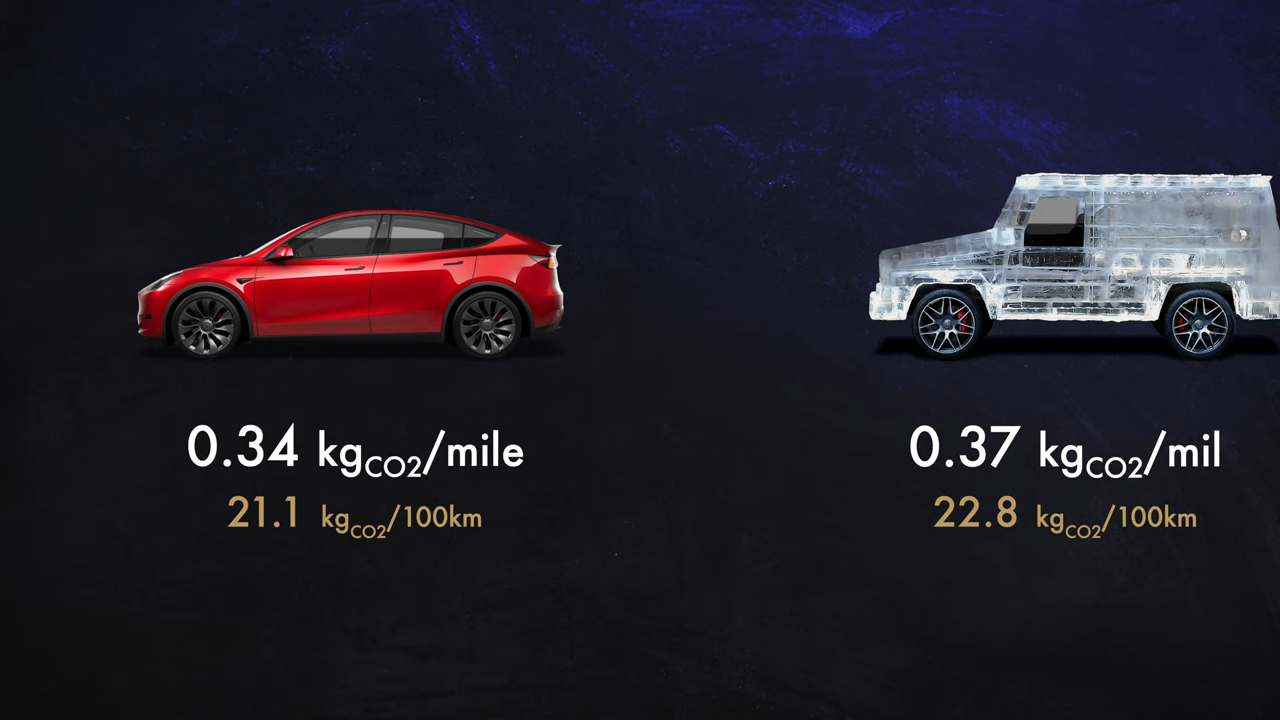 0.34 kgCO2/mile
21.1 kgCO2/100km
0.37 kgCO2/mil
22.8 kgCO2/100km